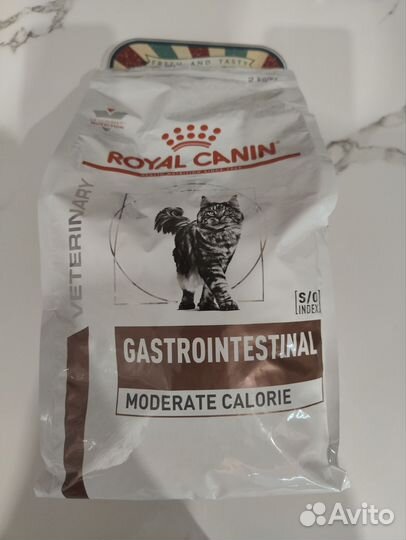 FRESH AND TASTY
ROYAL CANIN
VETERINARY
S/O
INDEX
GASTROINTESTINAL
MODERATE CALORIE
Avito